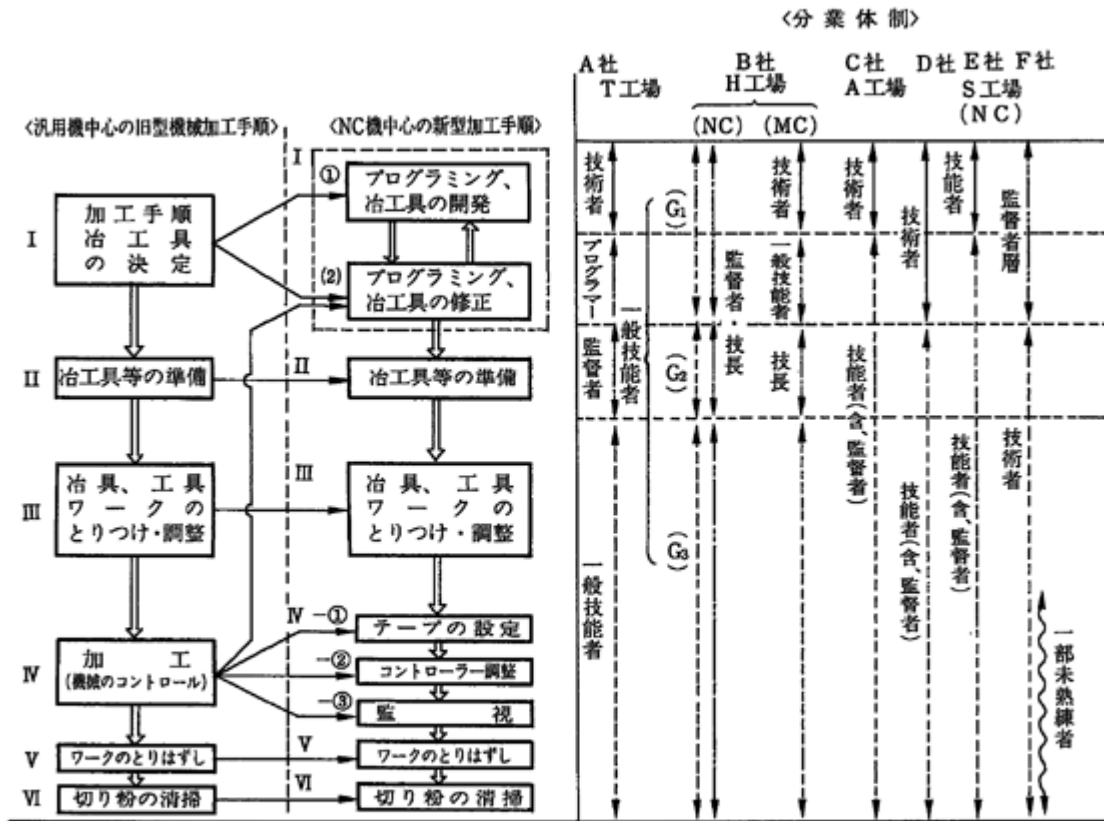 〈分業体制〉
A社
T工場
B社
H工場
(NC)
(MC)
C社
A工場
D社
E社
F社
S工場
(NC)
〈汎用機中心の旧型機械加工手順〉
〈NC機中心の新型加工手順〉
I
加工手順
冶工具
の決定
I
①
プログラミング、
冶工具の開発
(2)
プログラミング、
冶工具の修正
II
冶工具等の準備
II
冶工具等の準備
III
冶具、工具
ワークの
とりつけ・調整
III
冶具、工具
ワークの
とりつけ・調整
IV
加工
(機械のコントロール)
IV
-①
テープの設定
-②
コントローラー調整
-③
監視
V
ワークのとりはずし
V
ワークのとりはずし
VI
切り粉の清掃
VI
切り粉の清掃
技術者
プログラマー
監督者
一般技能者
一般技能者
(G₁)
(G₂)
(G₃)
監督者・技長
技術者
一般技能者
技長
技術者
技能者(含、監督者)
技術者
技能者(含、監督者)
技能者
技能者(含、監督者)
監督者層
技術者
一部未熟練者